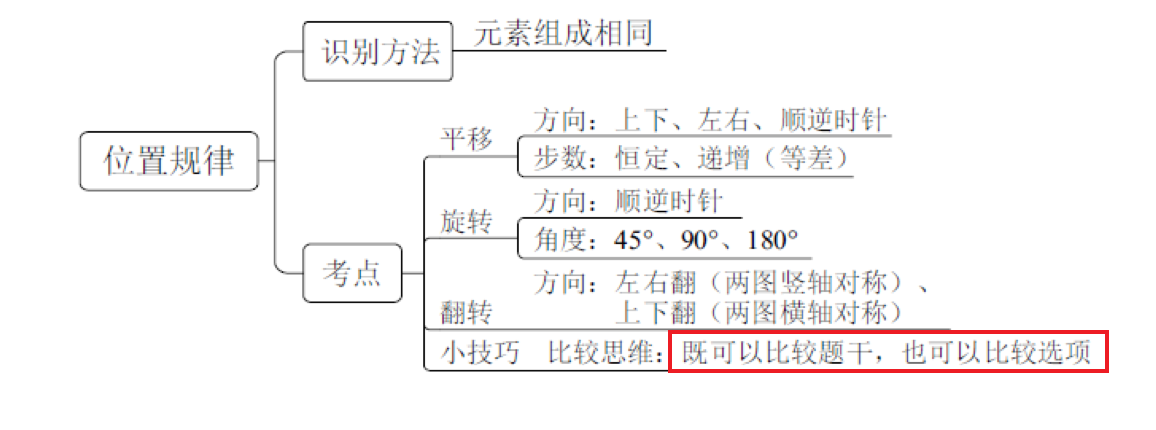 位置规律
识别方法
元素组成相同
考点
平移
方向：上下、左右、顺逆时针
步数：恒定、递增（等差）
旋转
方向：顺逆时针
角度：45°、90°、180°
翻转
方向：左右翻（两图竖轴对称）、
上下翻（两图横轴对称）
小技巧 比较思维：既可以比较题干，也可以比较选项